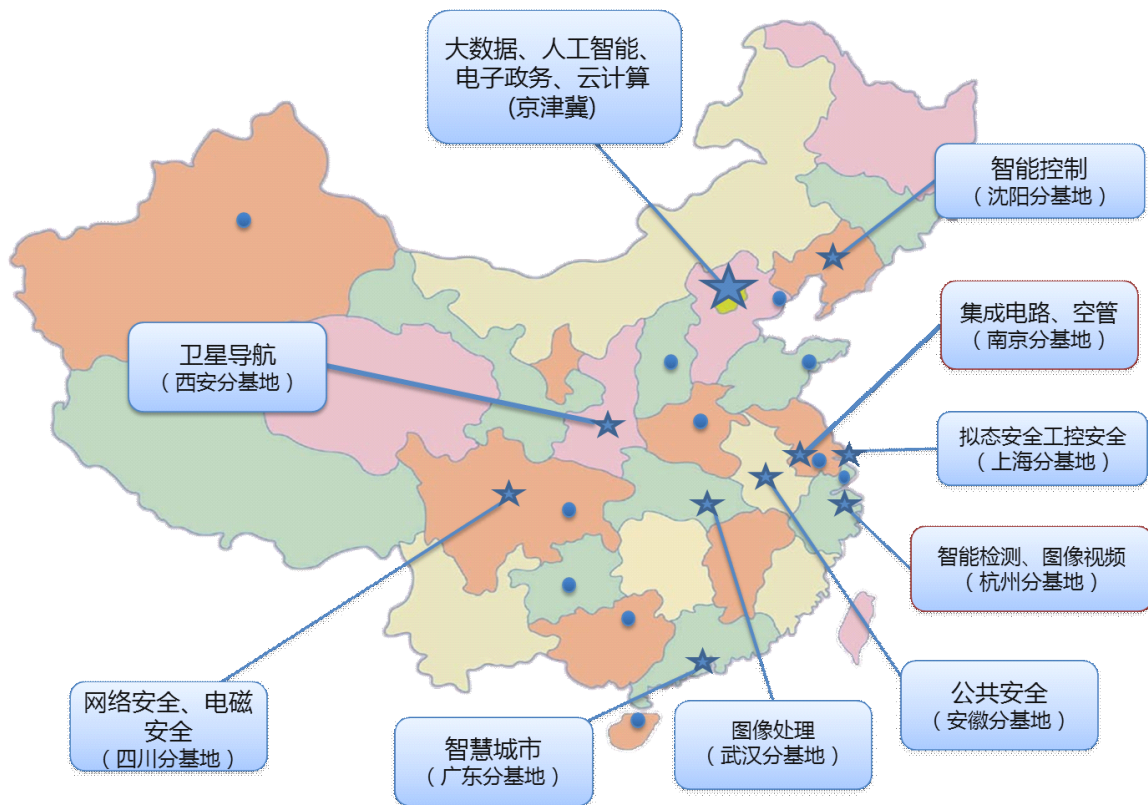 大数据、人工智能、
电子政务、云计算
(京津冀)
智能控制
（沈阳分基地）
集成电路、空管
（南京分基地）
卫星导航
（西安分基地）
拟态安全工控安全
（上海分基地）
智能检测、图像视频
（杭州分基地）
公共安全
（安徽分基地）
网络安全、电磁
安全
（四川分基地）
智慧城市
（广东分基地）
图像处理
（武汉分基地）